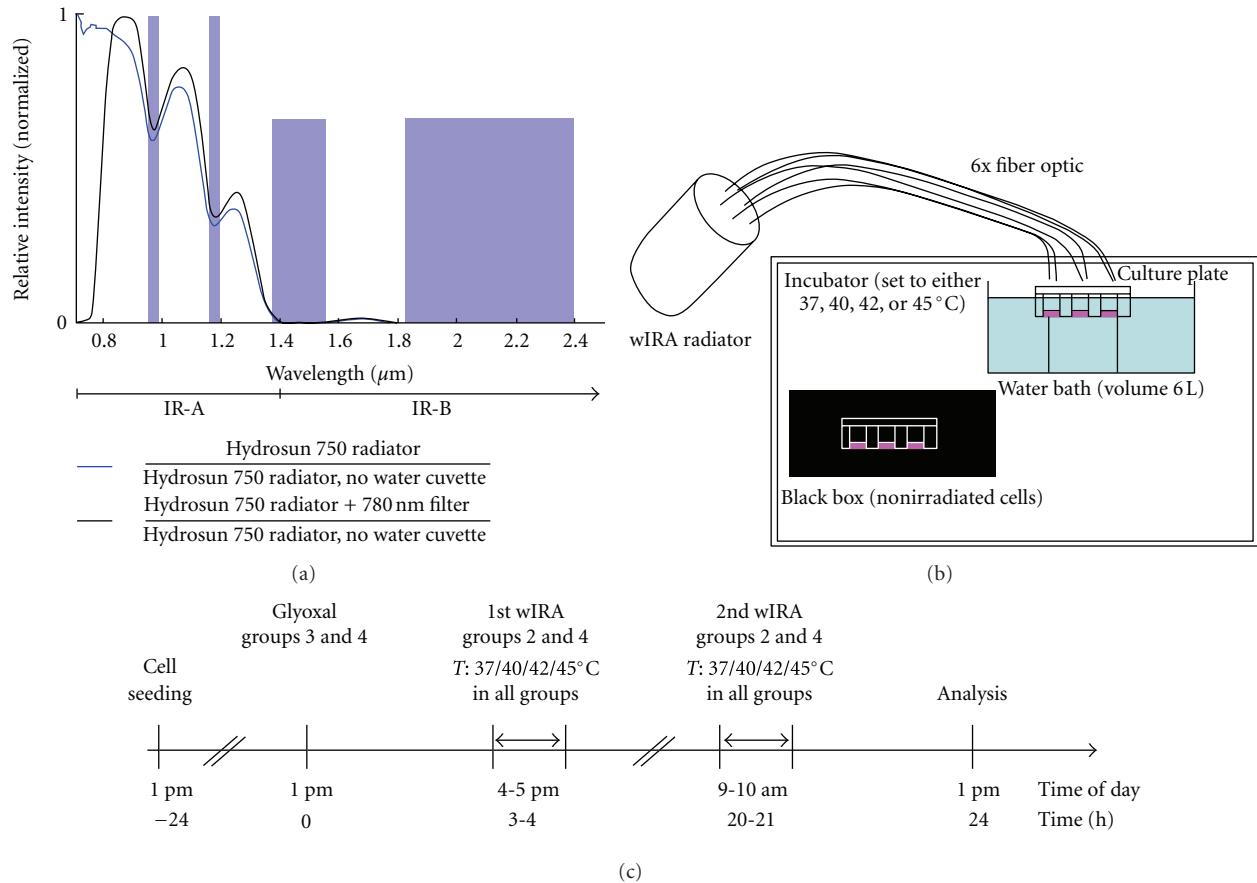 1
Relative intensity (normalized)
0
0.8 1 1.2 1.4 1.6 1.8 2 2.2 2.4
Wavelength (μm)
IR-A IR-B
Hydrosun 750 radiator
Hydrosun 750 radiator, no water cuvette
Hydrosun 750 radiator + 780 nm filter
Hydrosun 750 radiator, no water cuvette
(a)
6x fiber optic
wIRA radiator
Incubator (set to either
37, 40, 42, or 45 °C)
Culture plate
Water bath (volume 6 L)
Black box (nonirradiated cells)
(b)
Cell
seeding
Glyoxal
groups 3 and 4
1st wIRA
groups 2 and 4
T: 37/40/42/45°C
in all groups
2nd wIRA
groups 2 and 4
T: 37/40/42/45°C
in all groups
Analysis
1 pm 1 pm 4-5 pm 9-10 am 1 pm Time of day
−24 0 3-4 20-21 24 Time (h)
(c)